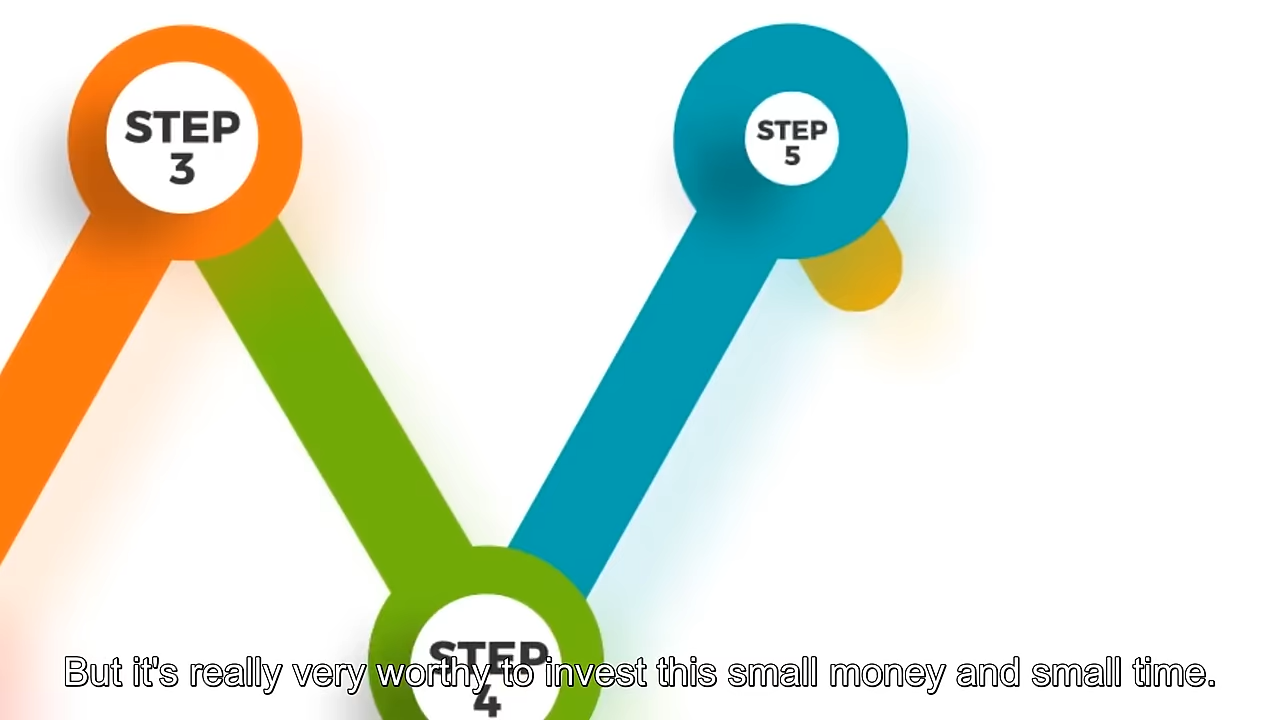 STEP
3
STEP
5
STEP
4
But it's really very worthy to invest this small money and small time.